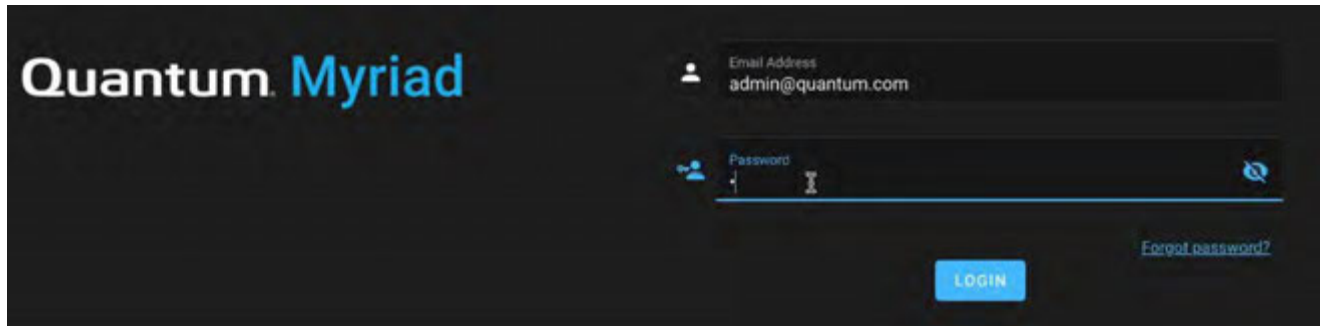 Quantum Myriad
Email Address
admin@quantum.com
Password
Forgot password?
LOGIN